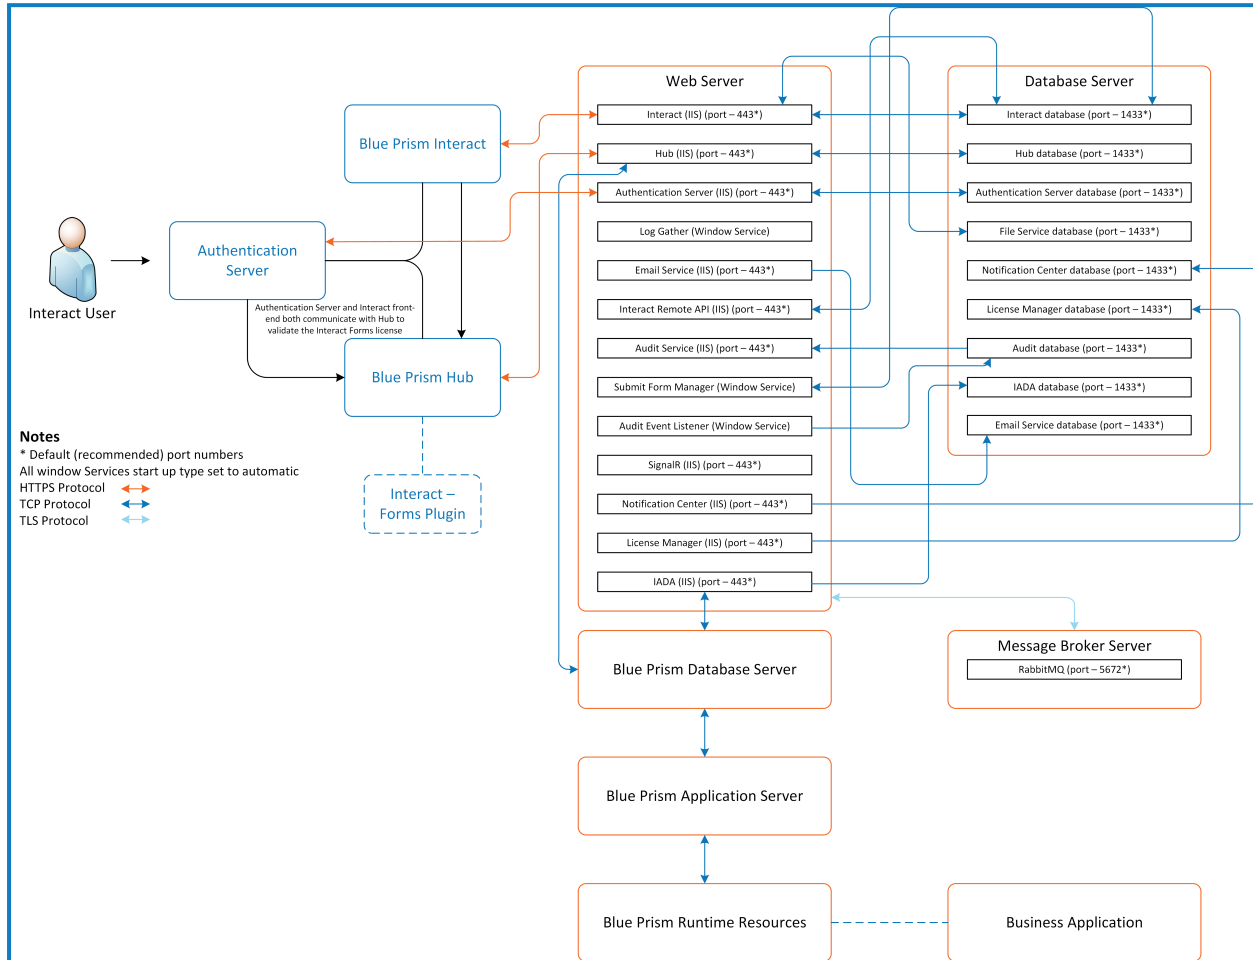 Web Server
Database Server
Interact (IIS) (port – 443*)
Interact database (port – 1433*)
Blue Prism Interact
Hub (IIS) (port – 443*)
Hub database (port – 1433*)
Authentication Server (IIS) (port – 443*)
Authentication Server database (port – 1433*)
Log Gather (Window Service)
File Service database (port – 1433*)
Authentication
Server
Email Service (IIS) (port – 443*)
Notification Center database (port – 1433*)
Interact User
Authentication Server and Interact front-
end both communicate with Hub to
validate the Interact Forms license
Interact Remote API (IIS) (port – 443*)
License Manager database (port – 1433*)
Audit Service (IIS) (port – 443*)
Audit database (port – 1433*)
Blue Prism Hub
Submit Form Manager (Window Service)
IADA database (port – 1433*)
Audit Event Listener (Window Service)
Email Service database (port – 1433*)
Notes
* Default (recommended) port numbers
All window Services start up type set to automatic
HTTPS Protocol
TCP Protocol
TLS Protocol
SignalR (IIS) (port – 443*)
Interact –
Forms Plugin
Notification Center (IIS) (port – 443*)
License Manager (IIS) (port – 443*)
IADA (IIS) (port – 443*)
Blue Prism Database Server
Message Broker Server
RabbitMQ (port – 5672*)
Blue Prism Application Server
Blue Prism Runtime Resources
Business Application